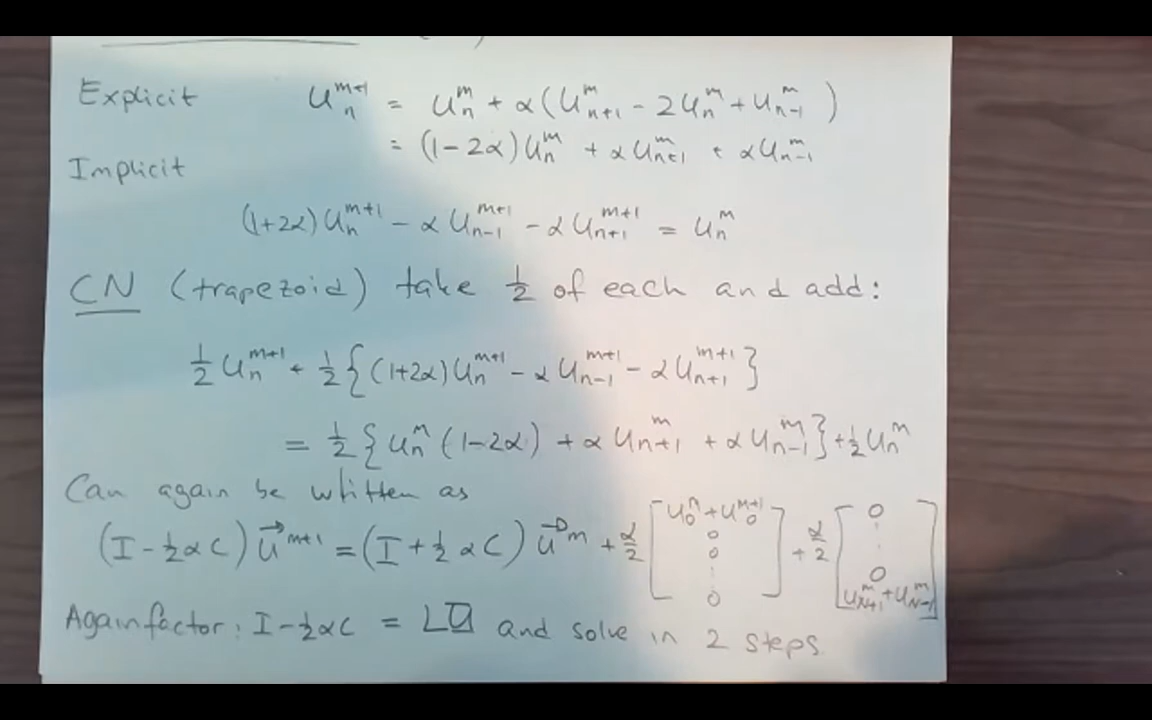 Explicit u_n^{m+1} = u_n^m + α(u_{n+1}^m - 2u_n^m + u_{n-1}^m)
= (1-2α)u_n^m + αu_{n+1}^m + αu_{n-1}^m
Implicit
(1+2α)u_n^{m+1} - αu_{n-1}^{m+1} - αu_{n+1}^{m+1} = u_n^m
CN (trapezoid) take ½ of each and add:
½ u_n^{m+1} + ½{(1+2α)u_n^{m+1} - αu_{n-1}^{m+1} - αu_{n+1}^{m+1}}
= ½{u_n^m(1-2α) + αu_{n+1}^m + αu_{n-1}^m} + ½u_n^m
Can again be written as
(I - ½αC) u⃗^{m+1} = (I + ½αC) u⃗^m + α/2 [u_0^n + u_0^{m+1} 0 0 ⋮ 0] + α/2 [0 ⋮ 0 u_{N+1}^m + u_{N-1}^m]
Again factor: I - ½αC = LU and solve in 2 steps